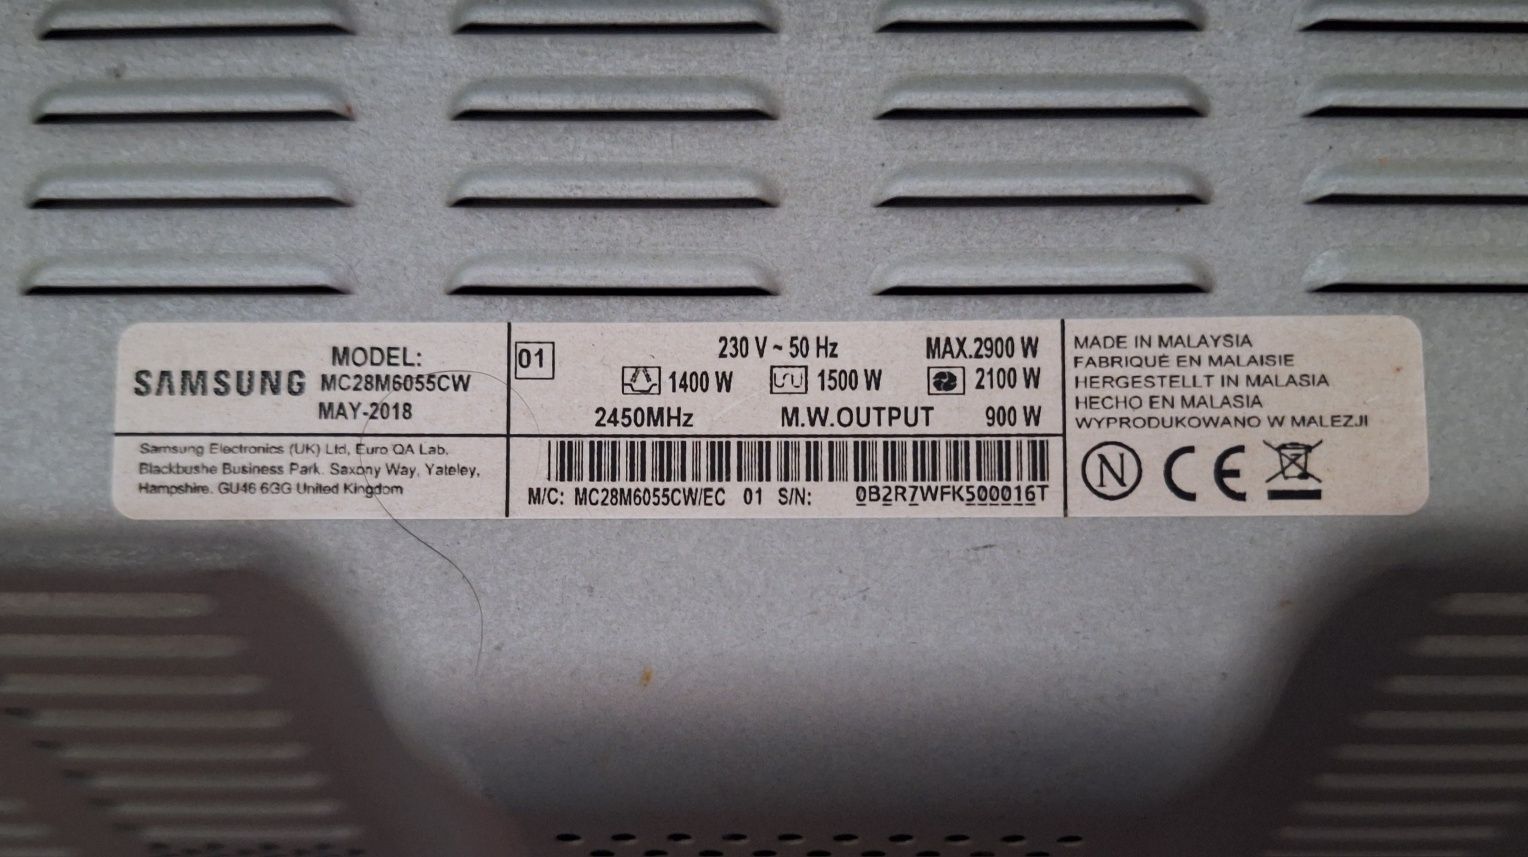 SAMSUNG
MODEL:
MC28M6055CW
MAY-2018
Samsung Electronics (UK) Ltd, Euro QA Lab.
Blackbushe Business Park. Saxony Way, Yateley,
Hampshire. GU46 6GG United Kingdom
01
230 V ~ 50 Hz MAX.2900 W
1400 W 1500 W 2100 W
2450MHz M.W.OUTPUT 900 W
M/C: MC28M6055CW/EC 01 S/N: 0B2R7WFK500016T
MADE IN MALAYSIA
FABRIQUÉ EN MALAISIE
HERGESTELLT IN MALASIA
HECHO EN MALASIA
WYPRODUKOWANO W MALEZJI
N CE